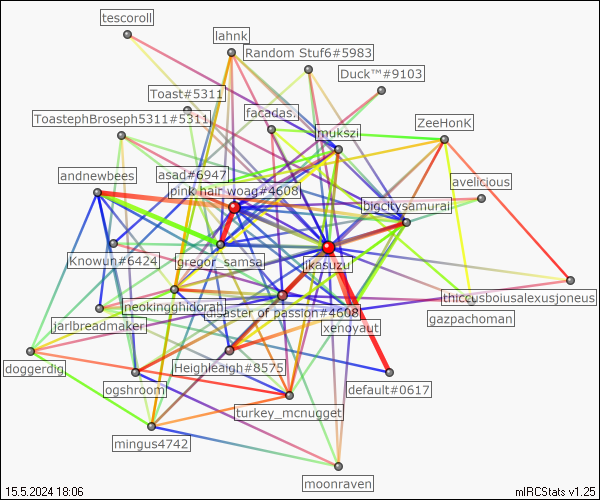 tescoroll
lahnk
Random Stuf6#5983
Duck™#9103
Toast#5311
facadas.
ToastephBroseph5311#5311
mukszi
ZeeHonK
asad#6947
andnewbees
pink hair woag#4608
avelicious
bigcitysamurai
Knowun#6424
gregor_samsa
jkasuzu
thiccusboiusalexusjoneus
neokingghidorah
disaster of passion#4608
gazpachoman
jarlbreadmaker
xenovaut
doggerdig
Heighleagh#8575
ogshroom
default#0617
turkey_mcnugget
mingus4742
moonraven
15.5.2024 18:06
mIRCStats v1.25